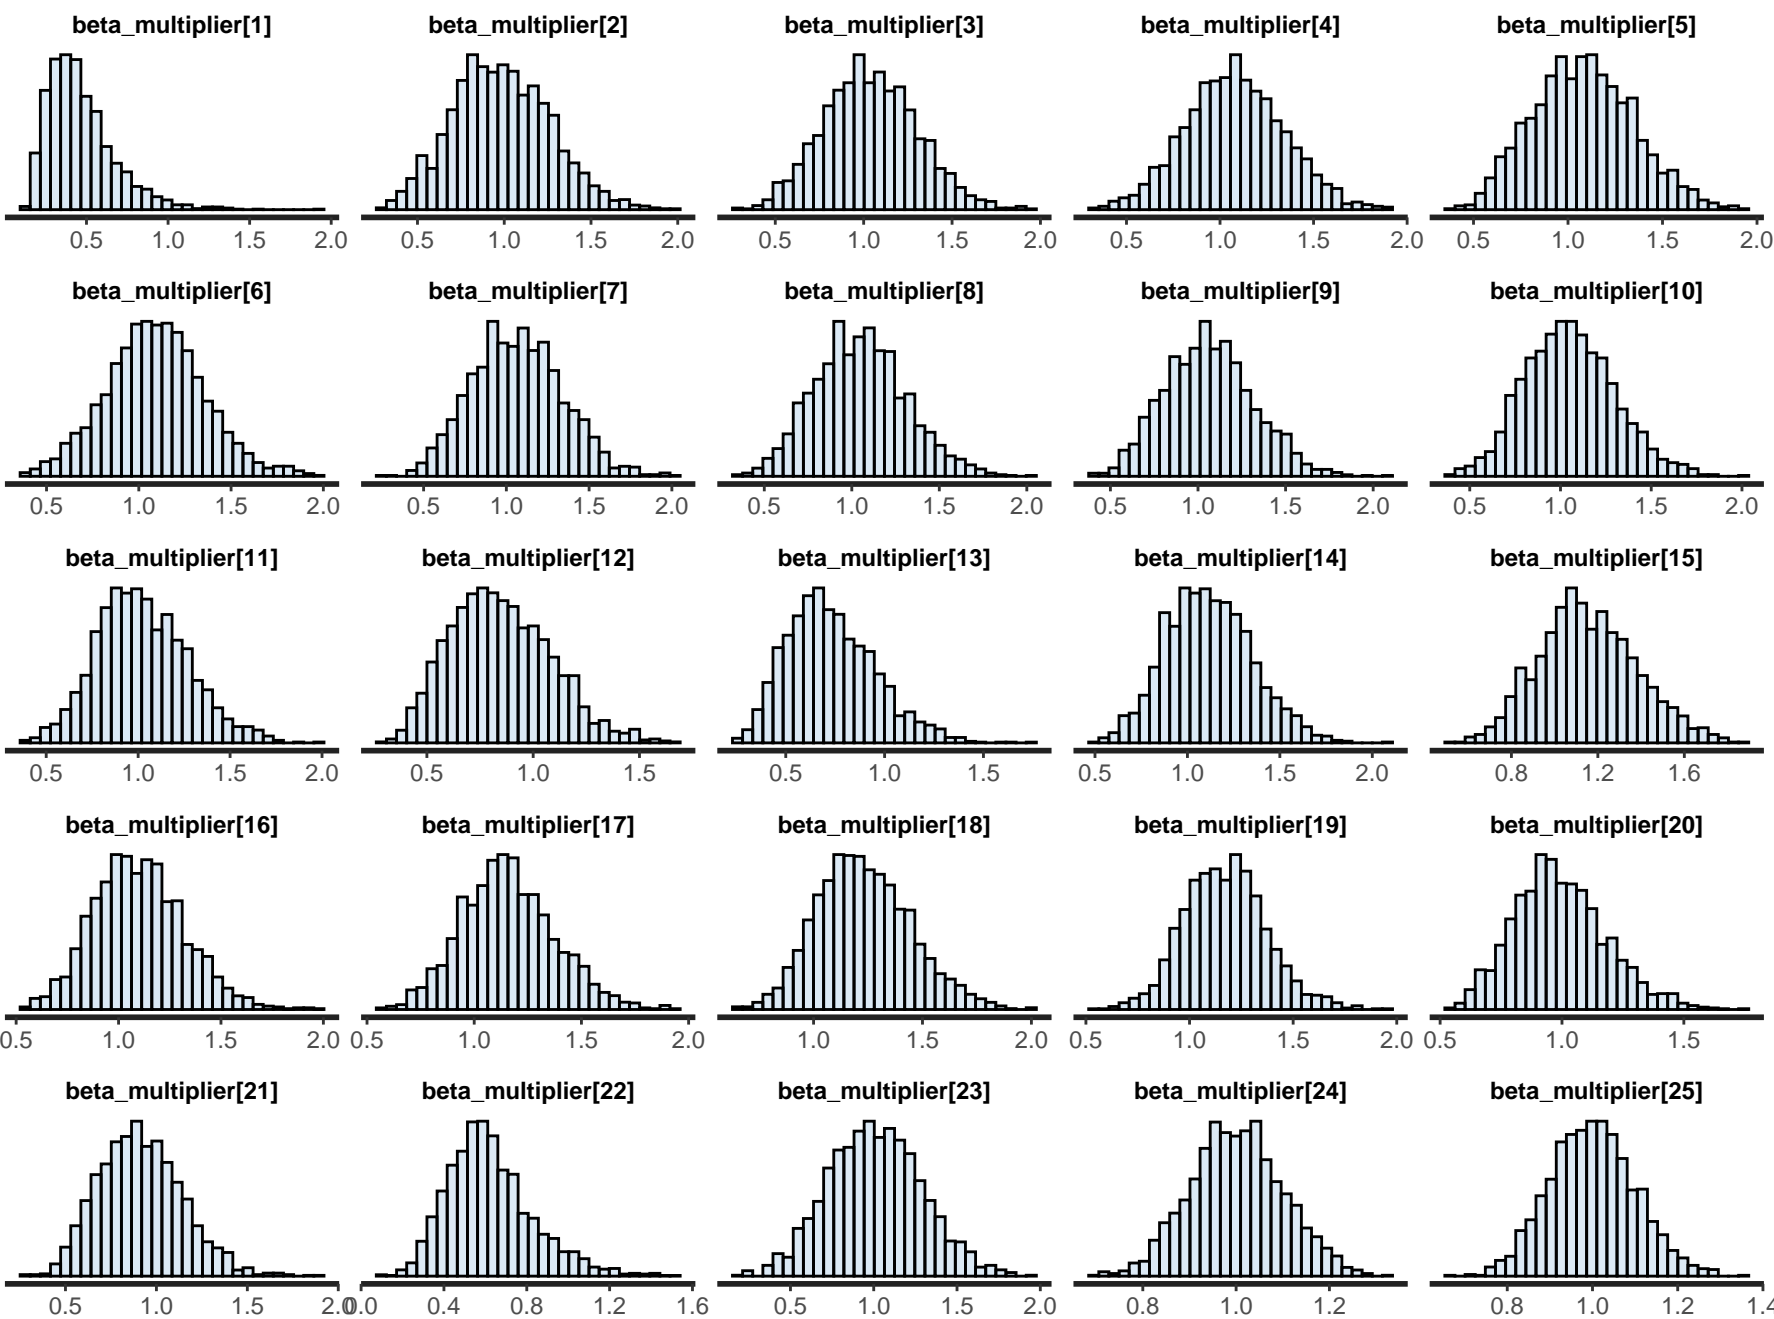 beta_multiplier[1] beta_multiplier[2] beta_multiplier[3] beta_multiplier[4] beta_multiplier[5]
0.5 1.0 1.5 2.0 0.5 1.0 1.5 2.0 0.5 1.0 1.5 2.0 0.5 1.0 1.5 2.0 0.5 1.0 1.5 2.0
beta_multiplier[6] beta_multiplier[7] beta_multiplier[8] beta_multiplier[9] beta_multiplier[10]
0.5 1.0 1.5 2.0 0.5 1.0 1.5 2.0 0.5 1.0 1.5 2.0 0.5 1.0 1.5 2.0 0.5 1.0 1.5 2.0
beta_multiplier[11] beta_multiplier[12] beta_multiplier[13] beta_multiplier[14] beta_multiplier[15]
0.5 1.0 1.5 2.0 0.5 1.0 1.5 0.5 1.0 1.5 0.5 1.0 1.5 2.0 0.8 1.2 1.6
beta_multiplier[16] beta_multiplier[17] beta_multiplier[18] beta_multiplier[19] beta_multiplier[20]
0.5 1.0 1.5 2.0 0.5 1.0 1.5 2.0 1.0 1.5 2.0 0.5 1.0 1.5 2.0 0.5 1.0 1.5
beta_multiplier[21] beta_multiplier[22] beta_multiplier[23] beta_multiplier[24] beta_multiplier[25]
0.5 1.0 1.5 2.0 0.0 0.4 0.8 1.2 1.6 0.5 1.0 1.5 2.0 0.8 1.0 1.2 0.8 1.0 1.2 1.4